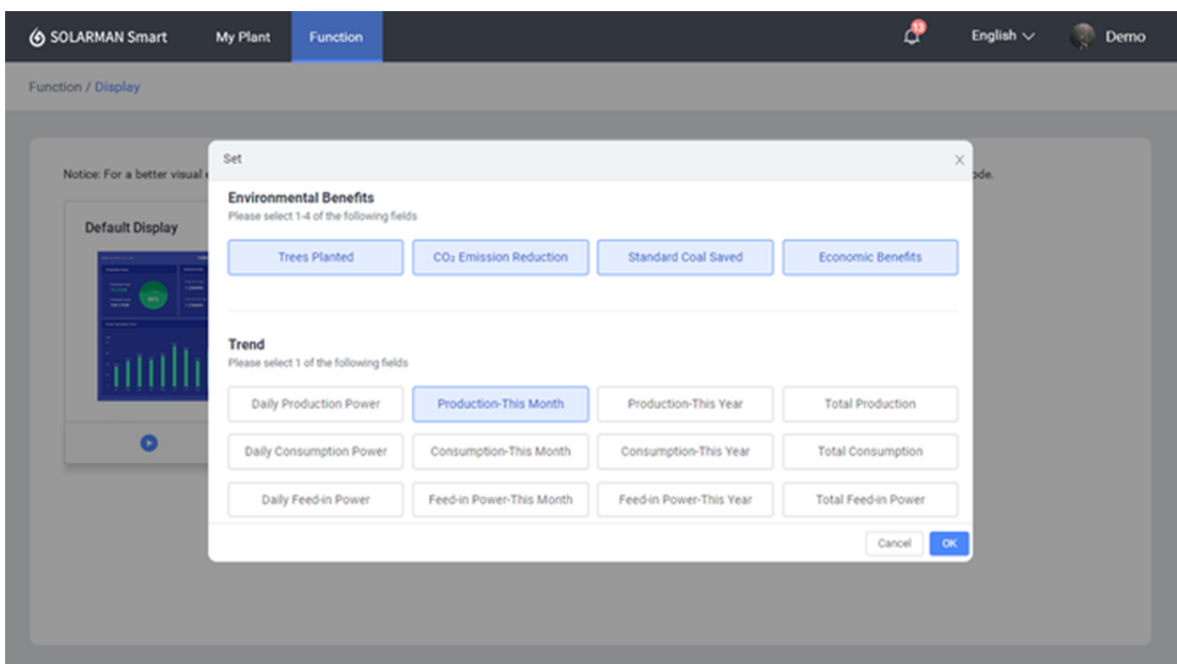 SOLARMAN Smart My Plant Function 13 English Demo
Function / Display
Set X
Notice: For a better visual
Environmental Benefits
Please select 1-4 of the following fields
Default Display
Trees Planted CO₂ Emission Reduction Standard Coal Saved Economic Benefits
Trend
Please select 1 of the following fields
Daily Production Power Production-This Month Production-This Year Total Production
Daily Consumption Power Consumption-This Month Consumption-This Year Total Consumption
Daily Feed-in Power Feed-in Power-This Month Feed-in Power-This Year Total Feed-in Power
Cancel OK